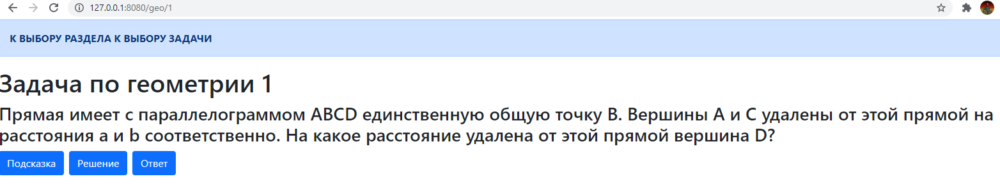 127.0.0.1:8080/geo/1
К ВЫБОРУ РАЗДЕЛА К ВЫБОРУ ЗАДАЧИ
Задача по геометрии 1
Прямая имеет с параллелограммом ABCD единственную общую точку B. Вершины A и C удалены от этой прямой на
расстояния a и b соответственно. На какое расстояние удалена от этой прямой вершина D?
Подсказка Решение Ответ